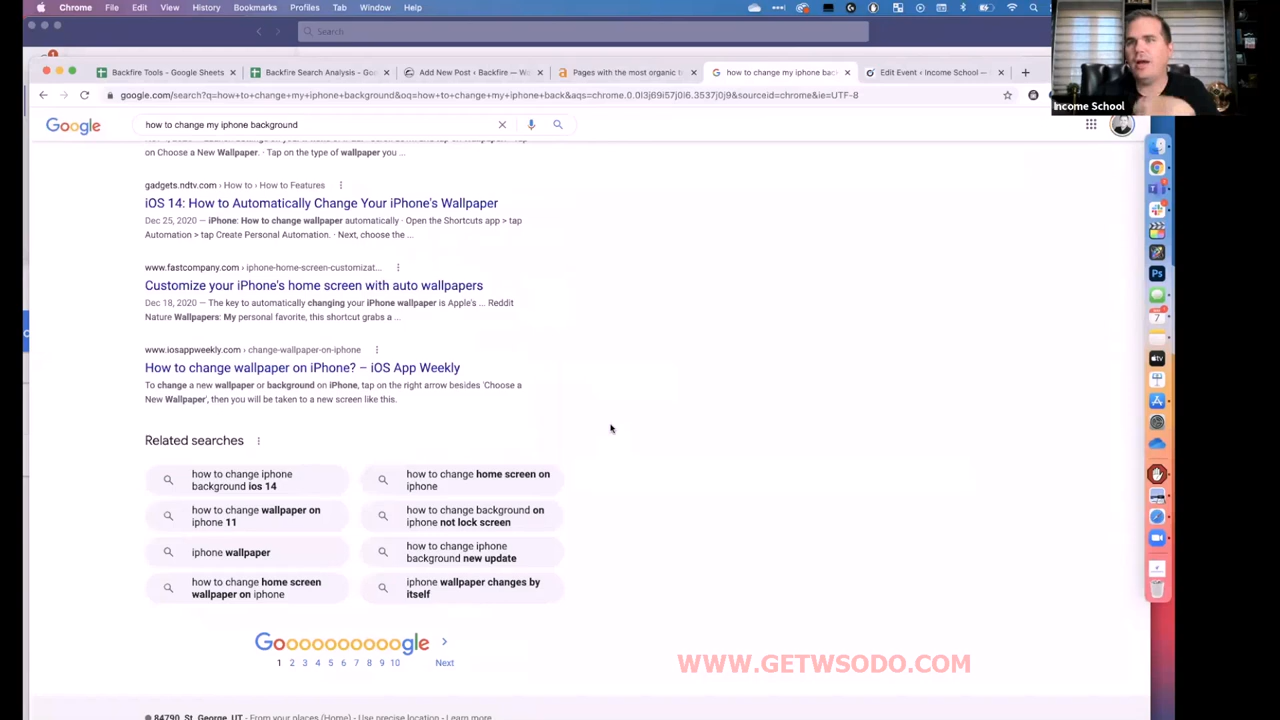 Chrome File Edit View History Bookmarks Profiles Tab Window Help
Search
Backfire Tools - Google Sheets
Backfire Search Analysis - Go
Add New Post ‹ Backfire — W
Pages with the most organic t
how to change my iphone bac
Edit Event ‹ Income School —
google.com/search?q=how+to+change+my+iphone+background&oq=how+to+change+my+iphone+back&aqs=chrome.0.0i3j69i57j0l6.3537j0j9&sourceid=chrome&ie=UTF-8
Income School
Google
how to change my iphone background
on Choose a New Wallpaper. · Tap on the type of wallpaper you ...
gadgets.ndtv.com › How to › How to Features
iOS 14: How to Automatically Change Your iPhone's Wallpaper
Dec 25, 2020 — iPhone: How to change wallpaper automatically · Open the Shortcuts app > tap
Automation > tap Create Personal Automation. · Next, choose the ...
www.fastcompany.com › iphone-home-screen-customizat...
Customize your iPhone's home screen with auto wallpapers
Dec 18, 2020 — The key to automatically changing your iPhone wallpaper is Apple's ... Reddit
Nature Wallpapers: My personal favorite, this shortcut grabs a ...
www.iosappweekly.com › change-wallpaper-on-iphone
How to change wallpaper on iPhone? – iOS App Weekly
To change a new wallpaper or background on iPhone, tap on the right arrow besides 'Choose a
New Wallpaper', then you will be taken to a new screen like this.
Related searches
how to change iphone
background ios 14
how to change home screen on
iphone
how to change wallpaper on
iphone 11
how to change background on
iphone not lock screen
iphone wallpaper
how to change iphone
background new update
how to change home screen
wallpaper on iphone
iphone wallpaper changes by
itself
Goooooooooogle
1 2 3 4 5 6 7 8 9 10 Next
WWW.GETWSODO.COM
84790, St. George, UT - From your places (Home) - Use precise location - Learn more